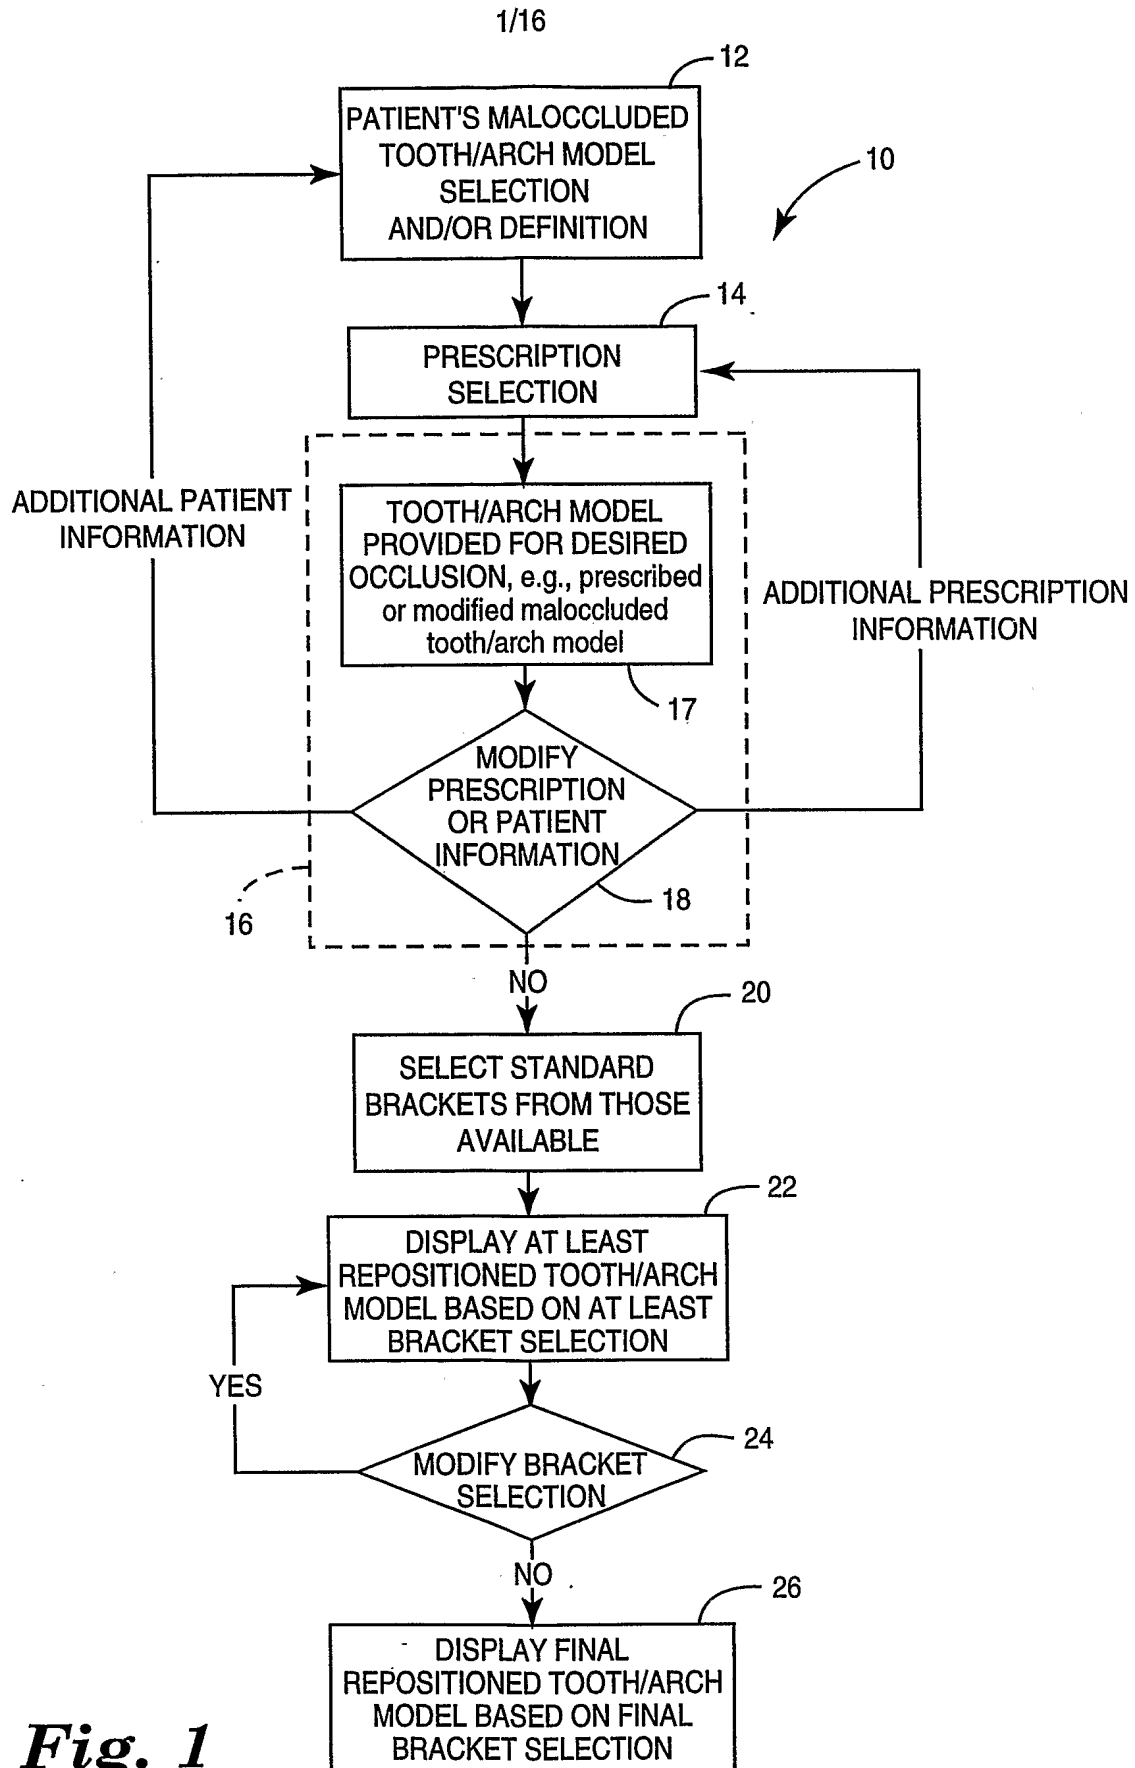 1/16
12
PATIENT'S MALOCCLUDED
TOOTH/ARCH MODEL
SELECTION
AND/OR DEFINITION
10
14
PRESCRIPTION
SELECTION
ADDITIONAL PATIENT
INFORMATION
TOOTH/ARCH MODEL
PROVIDED FOR DESIRED
OCCLUSION, e.g., prescribed
or modified maloccluded
tooth/arch model
ADDITIONAL PRESCRIPTION
INFORMATION
17
MODIFY
PRESCRIPTION
OR PATIENT
INFORMATION
18
16
NO
20
SELECT STANDARD
BRACKETS FROM THOSE
AVAILABLE
22
DISPLAY AT LEAST
REPOSITIONED TOOTH/ARCH
MODEL BASED ON AT LEAST
BRACKET SELECTION
YES
24
MODIFY BRACKET
SELECTION
NO
26
DISPLAY FINAL
REPOSITIONED TOOTH/ARCH
MODEL BASED ON FINAL
BRACKET SELECTION
Fig. 1